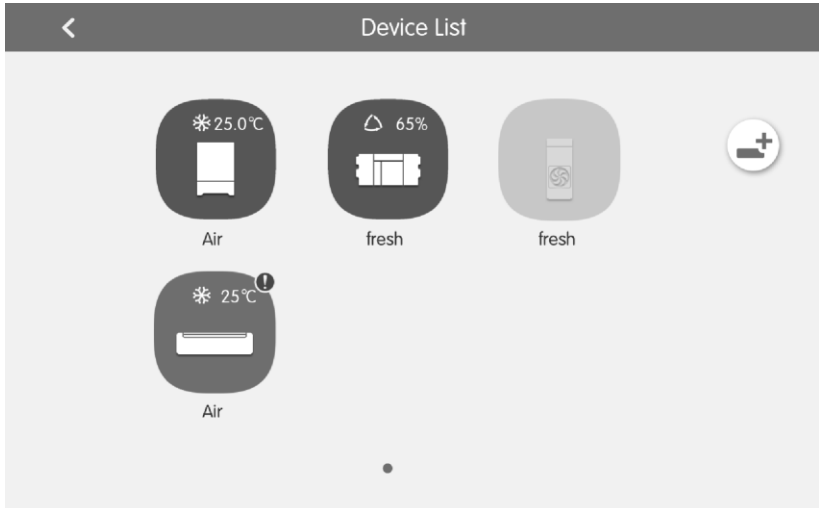 Device List
25.0℃
65%
Air
fresh
fresh
25℃
Air